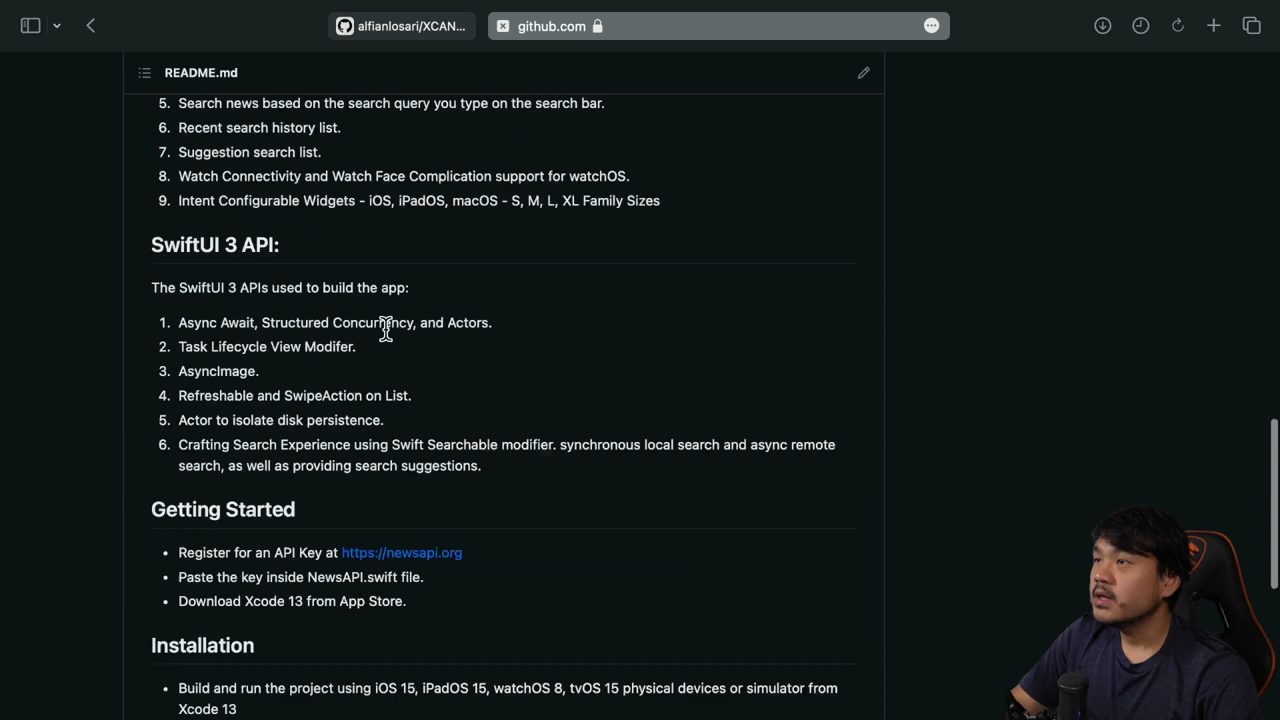 alfianlosari/XCAN...
github.com
README.md
5. Search news based on the search query you type on the search bar.
6. Recent search history list.
7. Suggestion search list.
8. Watch Connectivity and Watch Face Complication support for watchOS.
9. Intent Configurable Widgets - iOS, iPadOS, macOS - S, M, L, XL Family Sizes
SwiftUI 3 API:
The SwiftUI 3 APIs used to build the app:
1. Async Await, Structured Concurrency, and Actors.
2. Task Lifecycle View Modifer.
3. AsyncImage.
4. Refreshable and SwipeAction on List.
5. Actor to isolate disk persistence.
6. Crafting Search Experience using Swift Searchable modifier. synchronous local search and async remote
search, as well as providing search suggestions.
Getting Started
• Register for an API Key at https://newsapi.org
• Paste the key inside NewsAPI.swift file.
• Download Xcode 13 from App Store.
Installation
• Build and run the project using iOS 15, iPadOS 15, watchOS 8, tvOS 15 physical devices or simulator from
Xcode 13